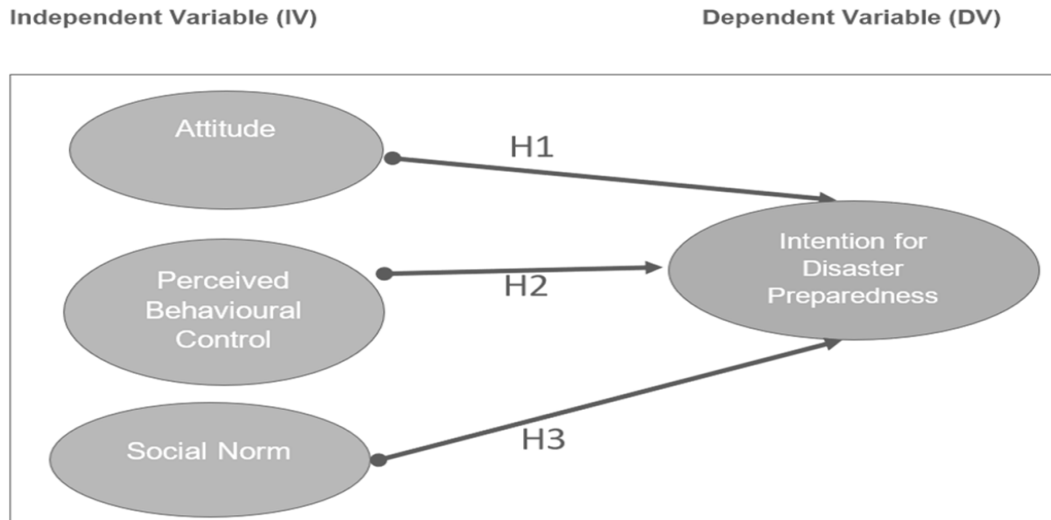 Independent Variable (IV)
Dependent Variable (DV)
Attitude
H1
Perceived
Behavioural
Control
H2
Intention for
Disaster
Preparedness
Social Norm
H3